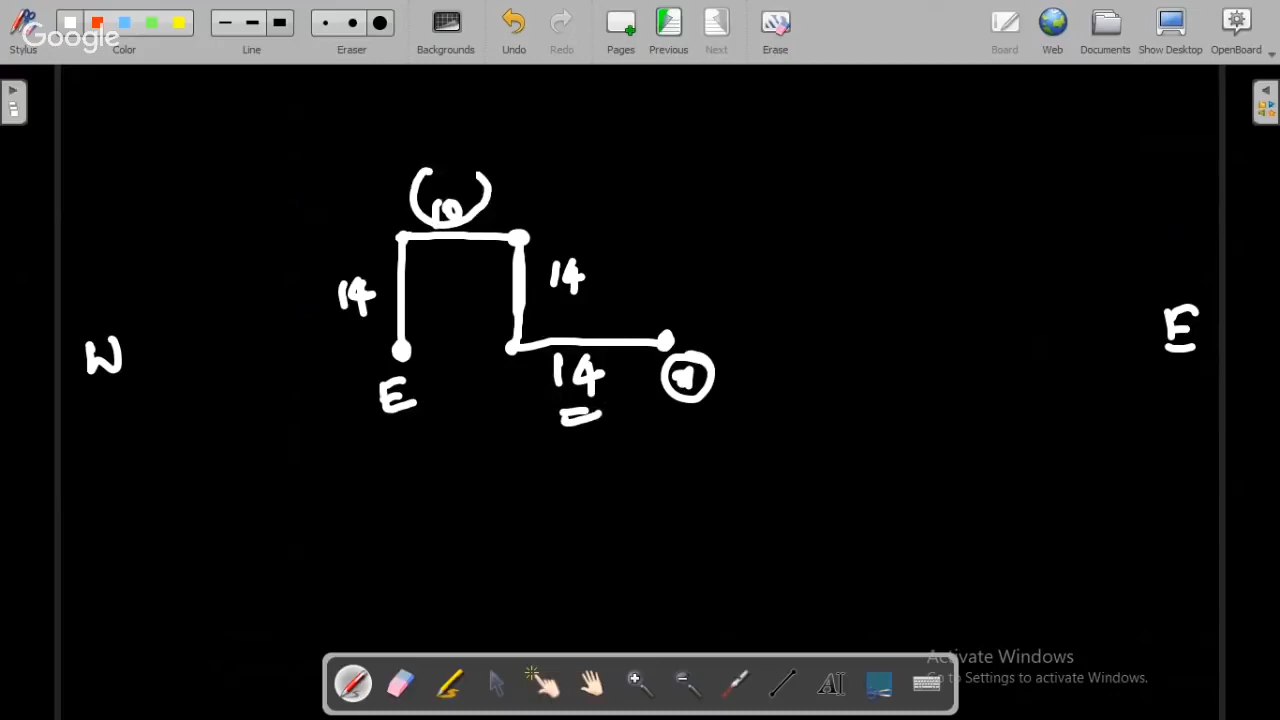 Google
Stylus
Color
Line
Eraser
Backgrounds
Undo
Redo
Pages
Previous
Next
Erase
Board
Web
Documents
Show Desktop
OpenBoard
(10)
14
14
W
E
E
14
Activate Windows
Go to Settings to activate Windows.